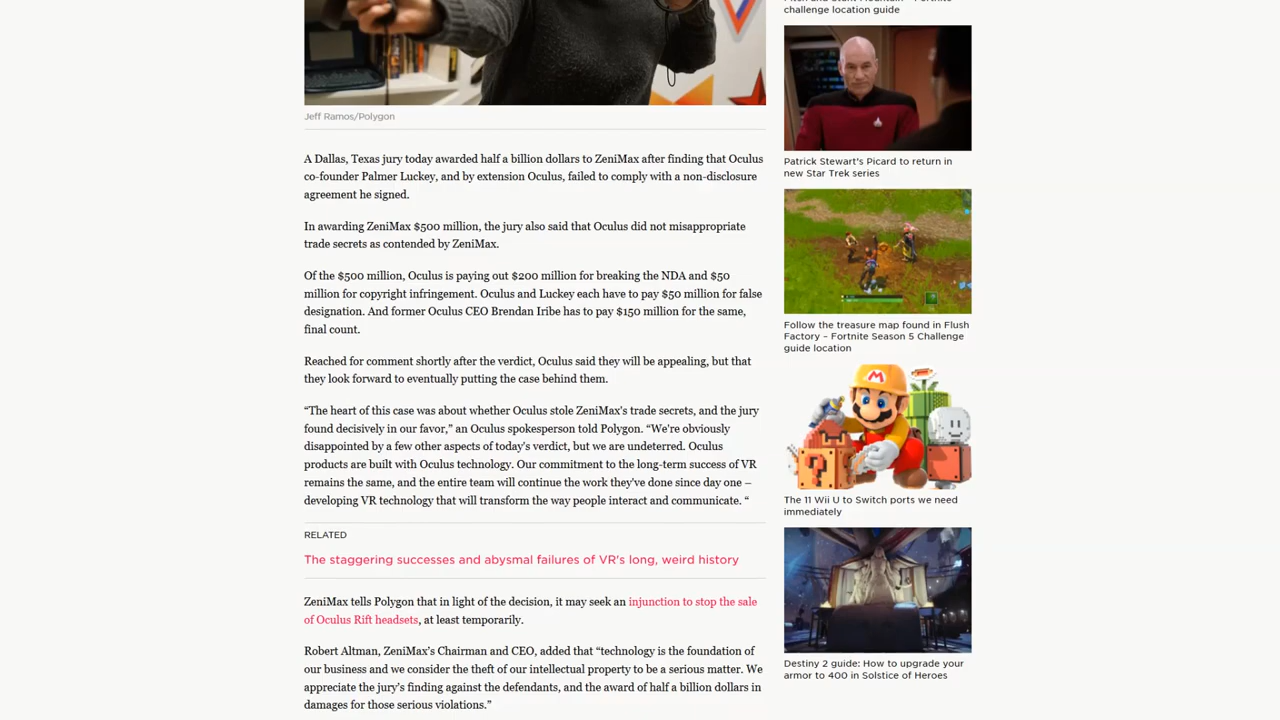 Jeff Ramos/Polygon
A Dallas, Texas jury today awarded half a billion dollars to ZeniMax after finding that Oculus
co-founder Palmer Luckey, and by extension Oculus, failed to comply with a non-disclosure
agreement he signed.
In awarding ZeniMax $500 million, the jury also said that Oculus did not misappropriate
trade secrets as contended by ZeniMax.
Of the $500 million, Oculus is paying out $200 million for breaking the NDA and $50
million for copyright infringement. Oculus and Luckey each have to pay $50 million for false
designation. And former Oculus CEO Brendan Iribe has to pay $150 million for the same,
final count.
Reached for comment shortly after the verdict, Oculus said they will be appealing, but that
they look forward to eventually putting the case behind them.
“The heart of this case was about whether Oculus stole ZeniMax's trade secrets, and the jury
found decisively in our favor,” an Oculus spokesperson told Polygon. “We're obviously
disappointed by a few other aspects of today's verdict, but we are undeterred. Oculus
products are built with Oculus technology. Our commitment to the long-term success of VR
remains the same, and the entire team will continue the work they've done since day one –
developing VR technology that will transform the way people interact and communicate. “
RELATED
The staggering successes and abysmal failures of VR's long, weird history
ZeniMax tells Polygon that in light of the decision, it may seek an injunction to stop the sale
of Oculus Rift headsets, at least temporarily.
Robert Altman, ZeniMax’s Chairman and CEO, added that “technology is the foundation of
our business and we consider the theft of our intellectual property to be a serious matter. We
appreciate the jury’s finding against the defendants, and the award of half a billion dollars in
damages for those serious violations.”
challenge location guide
Patrick Stewart’s Picard to return in
new Star Trek series
Follow the treasure map found in Flush
Factory – Fortnite Season 5 Challenge
guide location
The 11 Wii U to Switch ports we need
immediately
Destiny 2 guide: How to upgrade your
armor to 400 in Solstice of Heroes